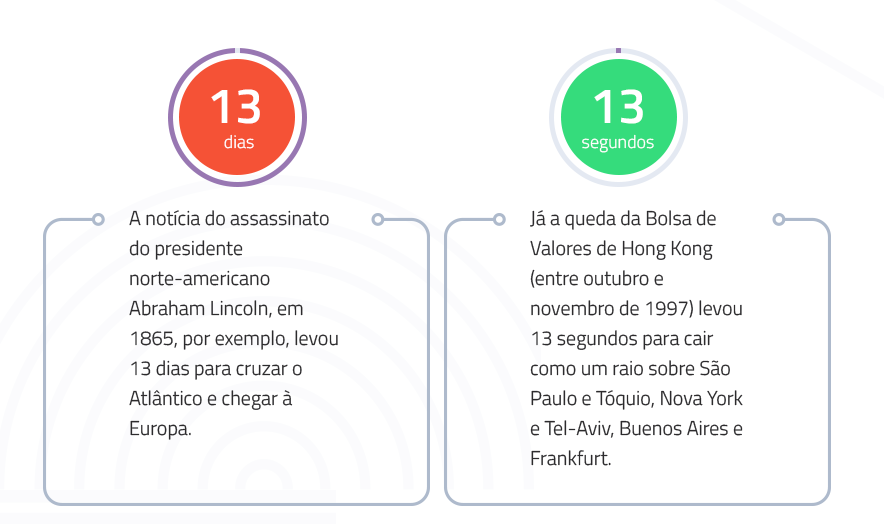 13
dias
A notícia do assassinato
do presidente
norte-americano
Abraham Lincoln, em
1865, por exemplo, levou
13 dias para cruzar o
Atlântico e chegar à
Europa.
13
segundos
Já a queda da Bolsa de
Valores de Hong Kong
(entre outubro e
novembro de 1997) levou
13 segundos para cair
como um raio sobre São
Paulo e Tóquio, Nova York
e Tel-Aviv, Buenos Aires e
Frankfurt.